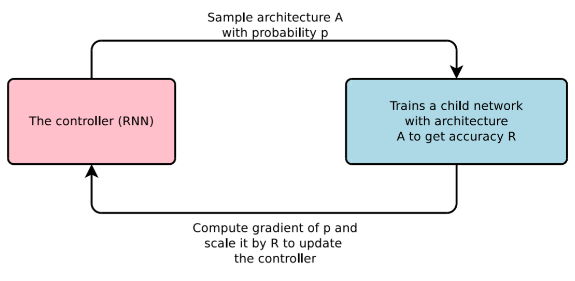 Sample architecture A
with probability p
The controller (RNN)
Trains a child network
with architecture
A to get accuracy R
Compute gradient of p and
scale it by R to update
the controller